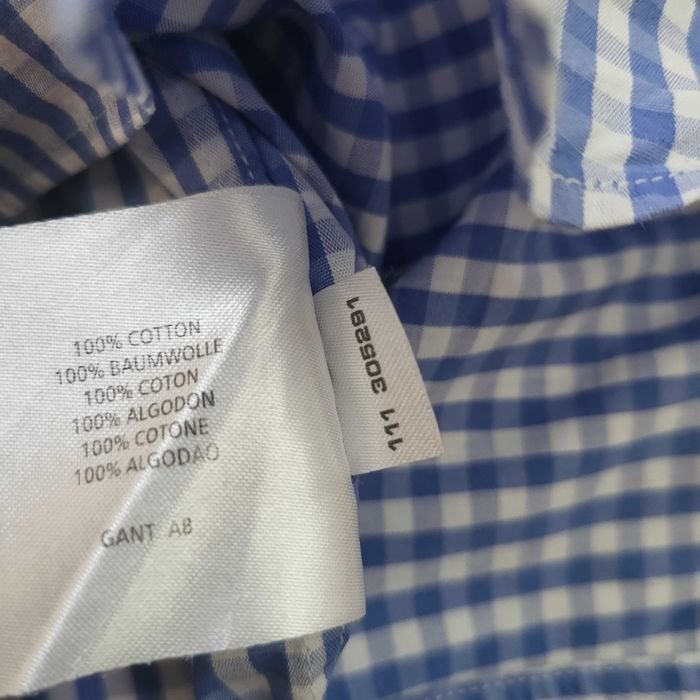 100% COTTON
100% BAUMWOLLE
100% COTON
100% ALGODON
100% COTONE
100% ALGODAO
GANT AB
111 305291